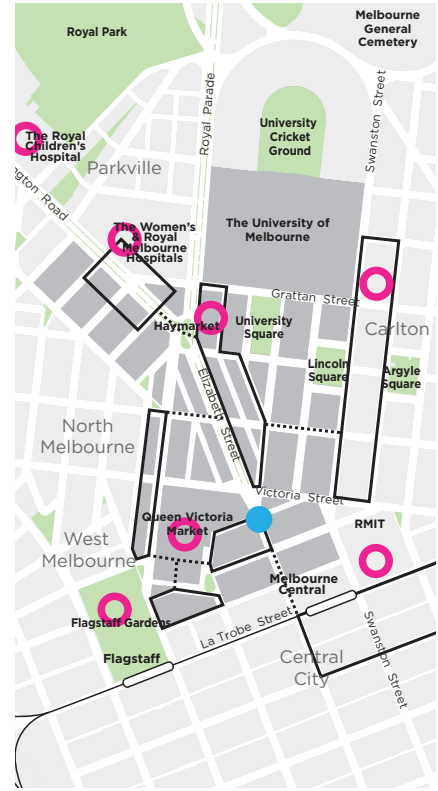 Royal Park
Melbourne
General
Cemetery
Royal Parade
Swanston Street
University
Cricket
Ground
The Royal
Children's
Hospital
Parkville
ngton Road
The Women's
& Royal
Melbourne
Hospitals
The University of
Melbourne
Grattan Street
Haymarket
University
Square
Carlton
Lincoln
Square
Argyle
Square
Elizabeth Street
North
Melbourne
Victoria Street
Queen Victoria
Market
RMIT
West
Melbourne
Melbourne
Central
Flagstaff Gardens
La Trobe Street
Swanston Street
Flagstaff
Central
City